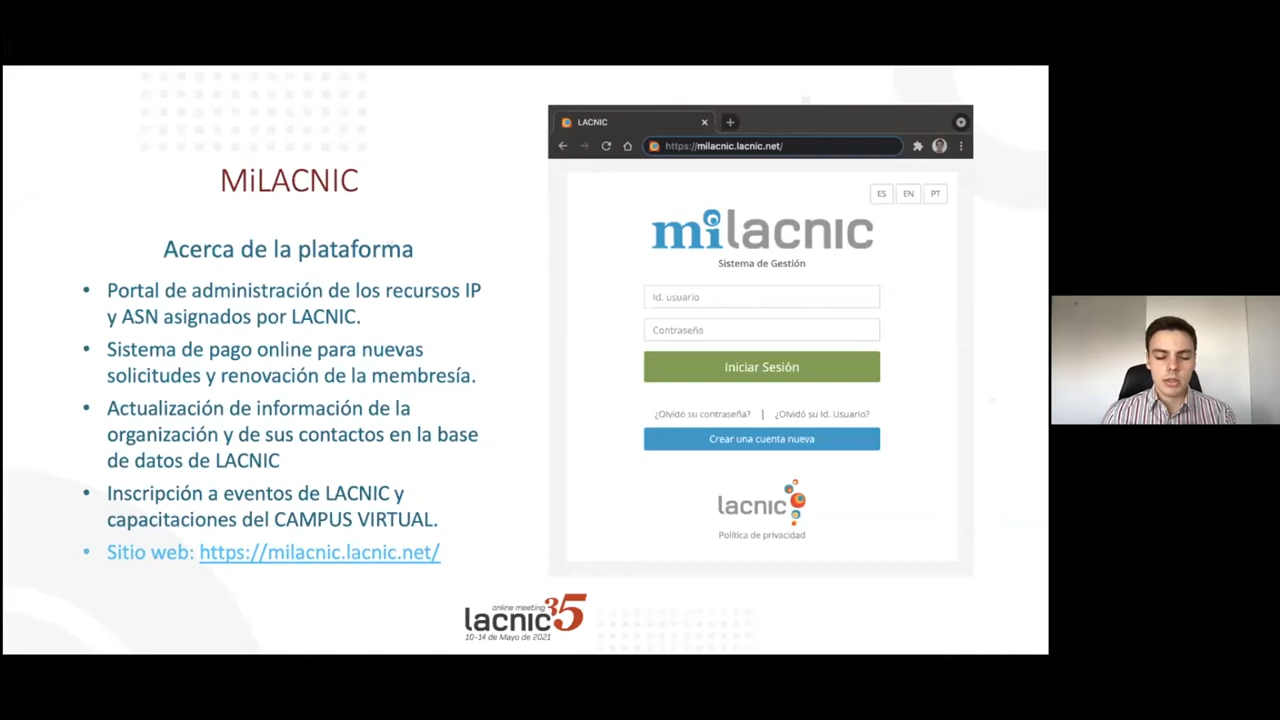 MiLACNIC
Acerca de la plataforma
• Portal de administración de los recursos IP
y ASN asignados por LACNIC.
• Sistema de pago online para nuevas
solicitudes y renovación de la membresía.
• Actualización de información de la
organización y de sus contactos en la base
de datos de LACNIC
• Inscripción a eventos de LACNIC y
capacitaciones del CAMPUS VIRTUAL.
• Sitio web: https://milacnic.lacnic.net/
LACNIC
https://milacnic.lacnic.net/
ES EN PT
milacnic
Sistema de Gestión
Id. usuario
Contraseña
Iniciar Sesión
¿Olvidó su contraseña? | ¿Olvidó su Id. Usuario?
Crear una cuenta nueva
lacnic
Política de privacidad
online meeting
lacnic35
10-14 de Mayo de 2021